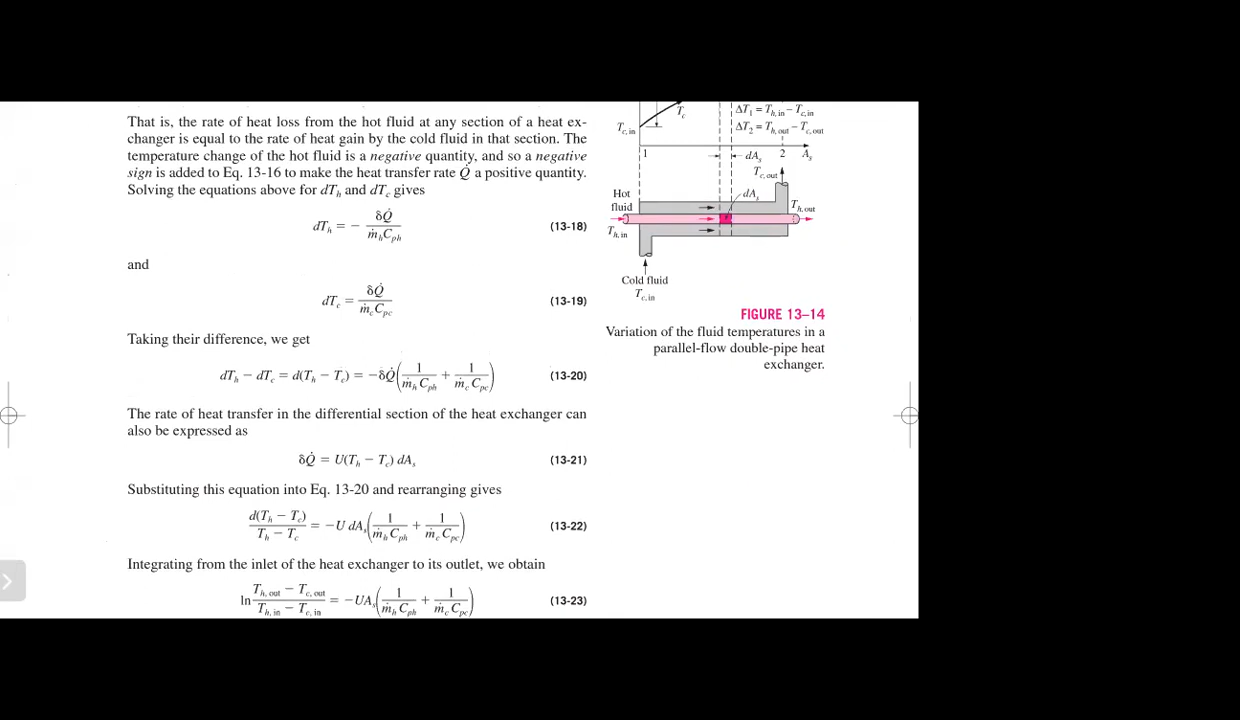 That is, the rate of heat loss from the hot fluid at any section of a heat ex-
changer is equal to the rate of heat gain by the cold fluid in that section. The
temperature change of the hot fluid is a negative quantity, and so a negative
sign is added to Eq. 13-16 to make the heat transfer rate Q̇ a positive quantity.
Solving the equations above for dT_h and dT_c gives
dT_h = − δQ̇ / ṁ_h C_ph (13-18)
and
dT_c = δQ̇ / ṁ_c C_pc (13-19)
Taking their difference, we get
dT_h − dT_c = d(T_h − T_c) = −δQ̇(1 / ṁ_h C_ph + 1 / ṁ_c C_pc) (13-20)
The rate of heat transfer in the differential section of the heat exchanger can
also be expressed as
δQ̇ = U(T_h − T_c) dA_s (13-21)
Substituting this equation into Eq. 13-20 and rearranging gives
d(T_h − T_c) / T_h − T_c = −U dA_s(1 / ṁ_h C_ph + 1 / ṁ_c C_pc) (13-22)
Integrating from the inlet of the heat exchanger to its outlet, we obtain
ln T_h, out − T_c, out / T_h, in − T_c, in = −UA_s(1 / ṁ_h C_ph + 1 / ṁ_c C_pc) (13-23)
T_c
ΔT_1 = T_h, in − T_c, in
T_c, in
ΔT_2 = T_h, out − T_c, out
1
dA_s
2
A_s
T_c, out
Hot
fluid
dA_s
T_h, out
T_h, in
Cold fluid
T_c, in
FIGURE 13–14
Variation of the fluid temperatures in a
parallel-flow double-pipe heat
exchanger.